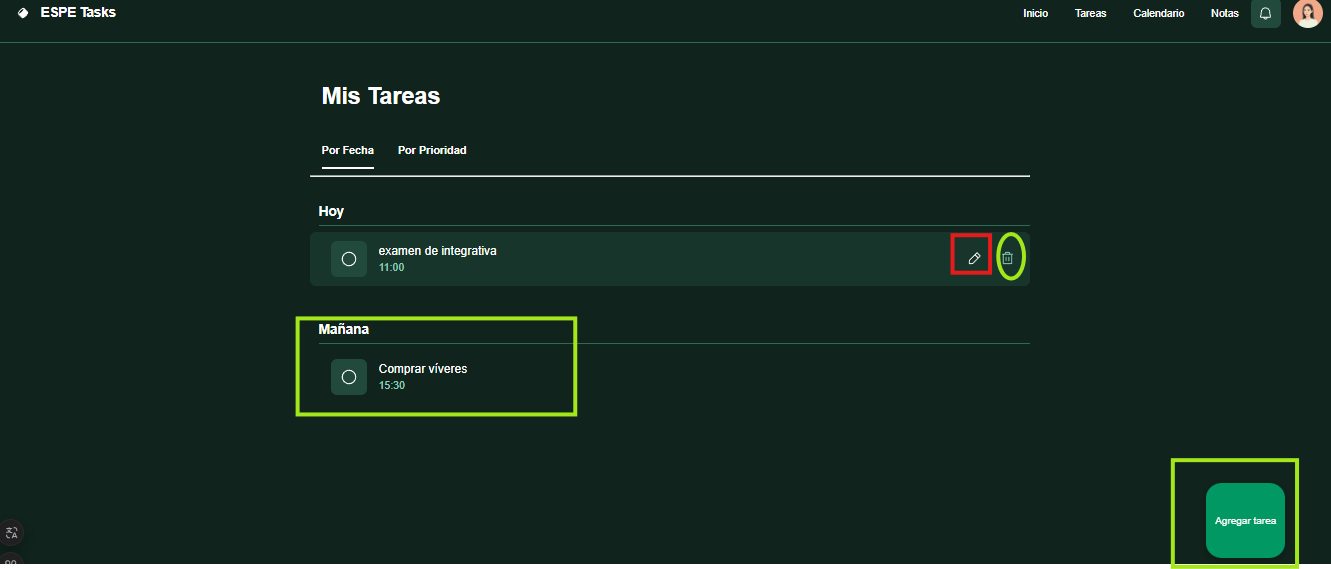 ESPE Tasks
Inicio Tareas Calendario Notas
Mis Tareas
Por Fecha Por Prioridad
Hoy
examen de integrativa
11:00
Mañana
Comprar víveres
15:30
Agregar tarea